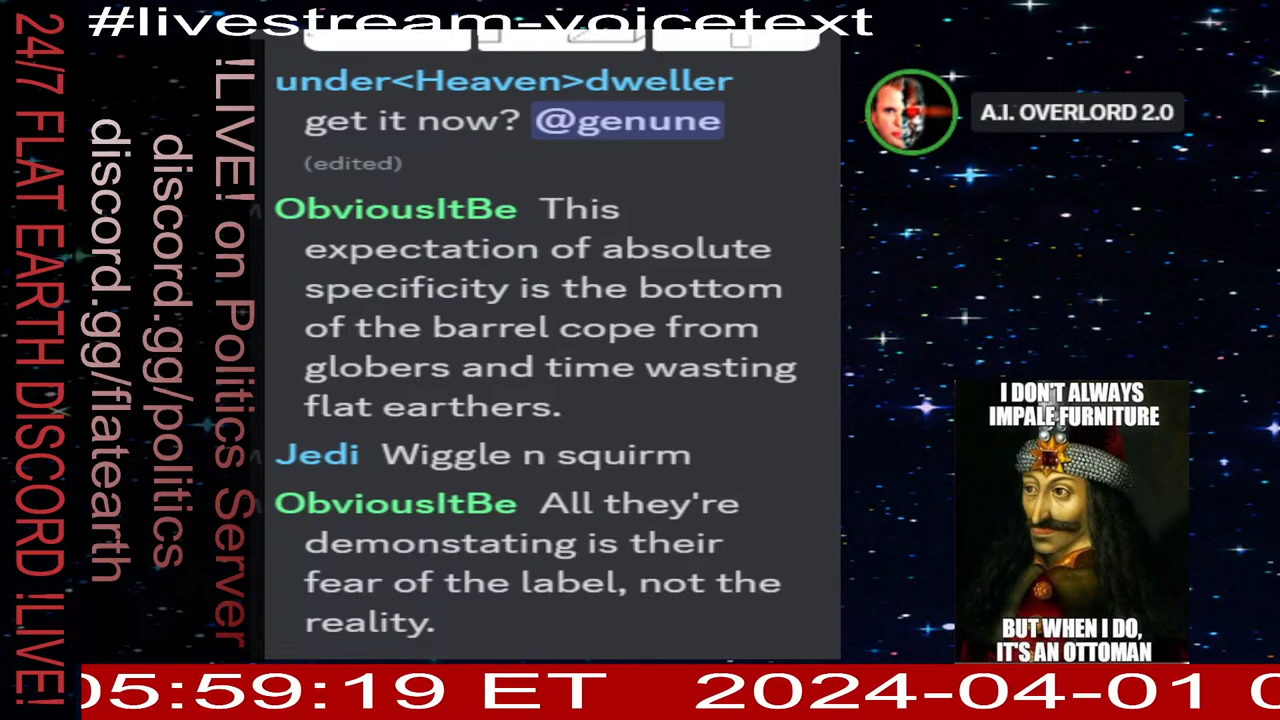 #livestream-voicetext
24/7 FLAT EARTH DISCORD !LIVE!
discord.gg/flatearth
discord.gg/politics
!LIVE! on Politics Server
under<Heaven>dweller
get it now? @genune
(edited)
ObviousItBe This
expectation of absolute
specificity is the bottom
of the barrel cope from
globers and time wasting
flat earthers.
Jedi Wiggle n squirm
ObviousItBe All they're
demonstating is their
fear of the label, not the
reality.
A.I. OVERLORD 2.0
I DON'T ALWAYS
IMPALE FURNITURE
BUT WHEN I DO,
IT'S AN OTTOMAN
05:59:19 ET 2024-04-01 0